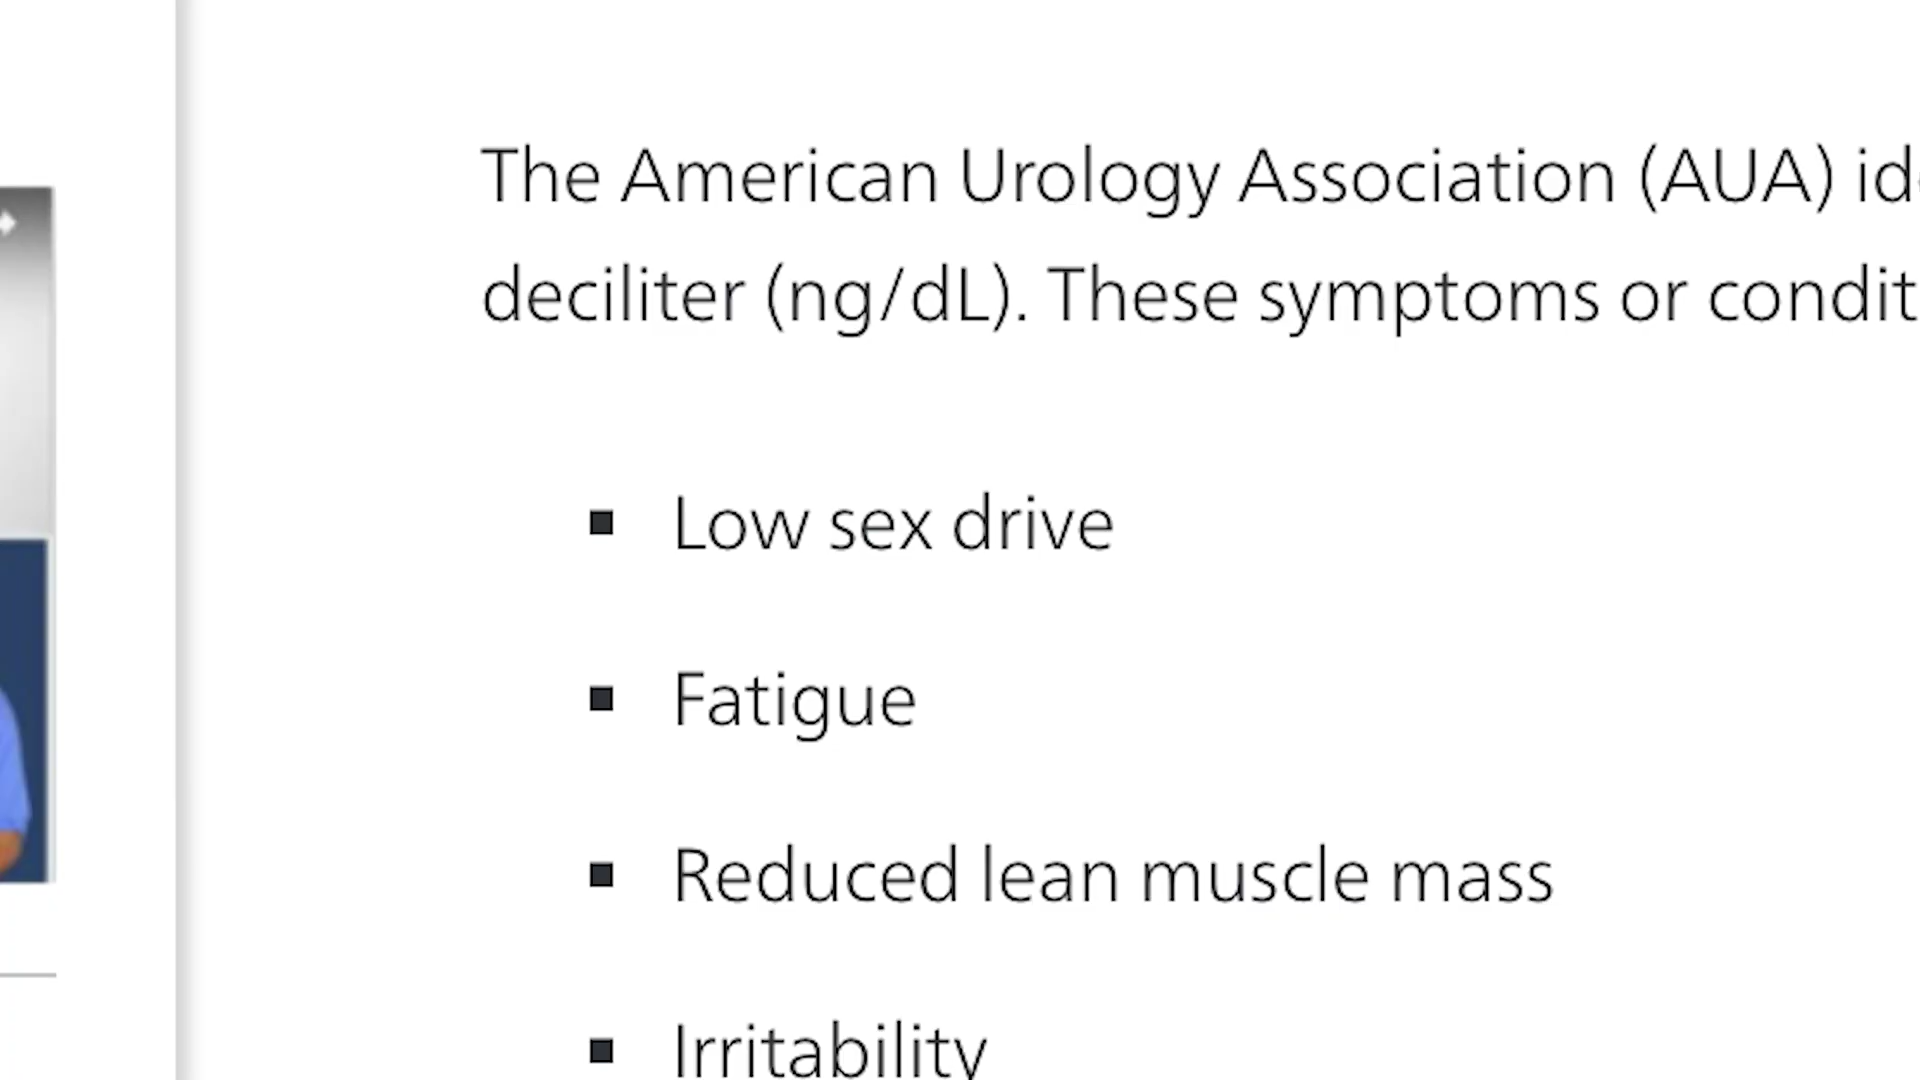 The American Urology Association (AUA)
deciliter (ng/dL). These symptoms or
Low sex drive
Fatigue
Reduced lean muscle mass
Irritability